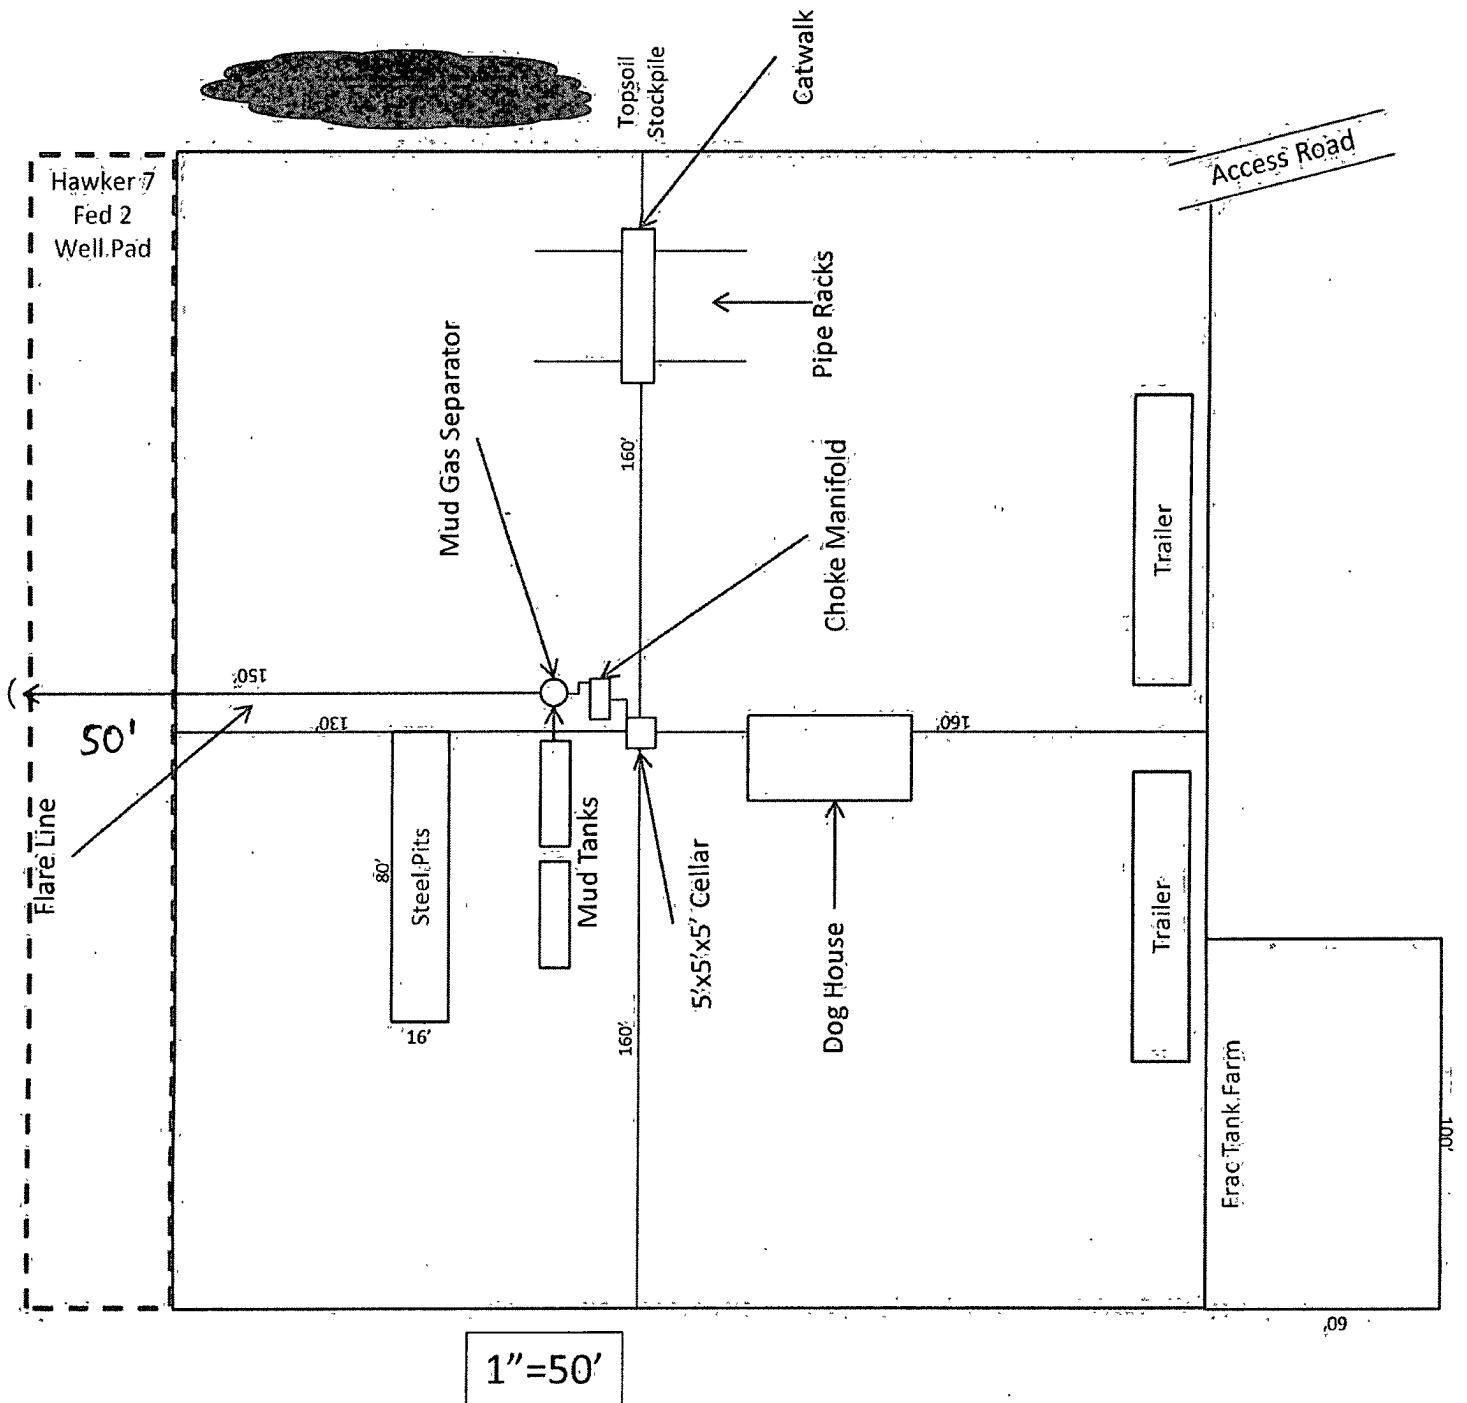 Topsoil
Stockpile
Catwalk
Hawker 7
Fed 2
Well Pad
Access Road
Pipe Racks
Mud Gas Separator
160'
Choke Manifold
Trailer
150'
50'
130'
160'
Flare Line
80'
Steel Pits
16'
Mud Tanks
5'x5'x5' Cellar
Dog House
160'
Trailer
Frac Tank Farm
100'
60'
1"=50'